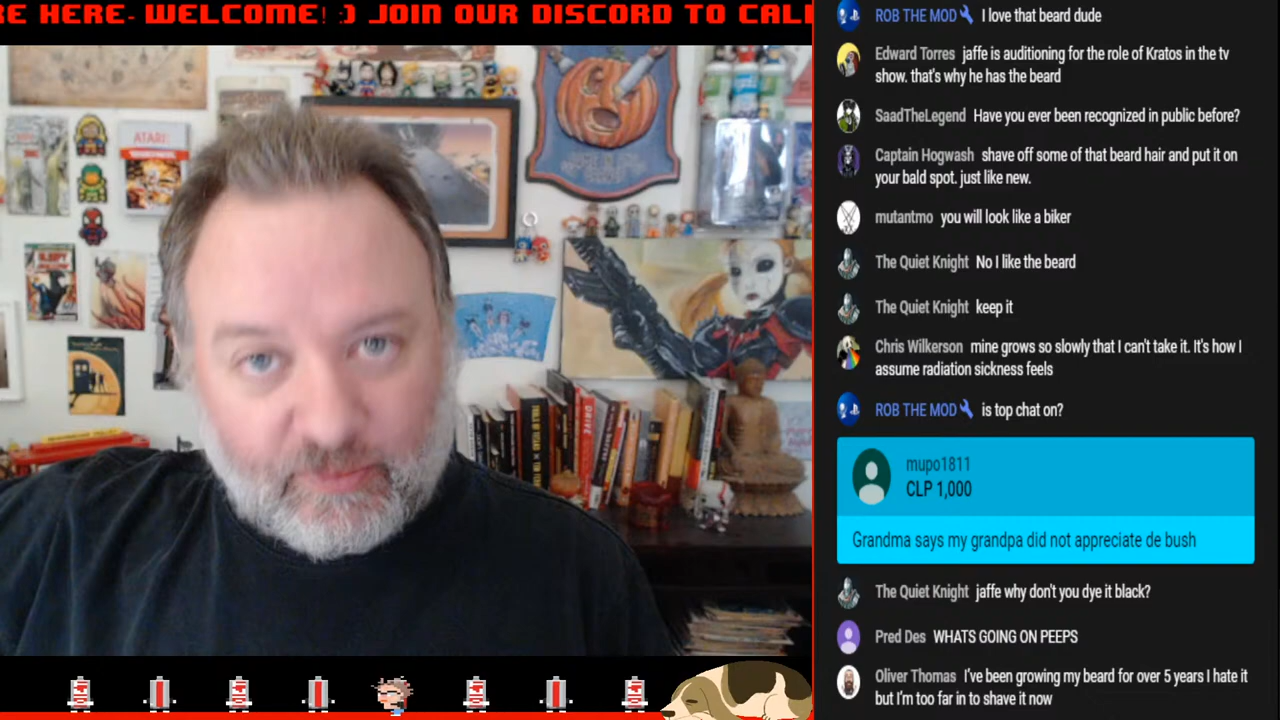 RE HERE- WELCOME! :) JOIN OUR DISCORD TO CALL
ATARI
ROB THE MOD I love that beard dude
Edward Torres jaffe is auditioning for the role of Kratos in the tv
show. that's why he has the beard
SaadTheLegend Have you ever been recognized in public before?
Captain Hogwash shave off some of that beard hair and put it on
your bald spot. just like new.
mutantmo you will look like a biker
The Quiet Knight No I like the beard
The Quiet Knight keep it
Chris Wilkerson mine grows so slowly that I can't take it. It's how I
assume radiation sickness feels
ROB THE MOD is top chat on?
mupo1811
CLP 1,000
Grandma says my grandpa did not appreciate de bush
The Quiet Knight jaffe why don't you dye it black?
Pred Des WHATS GOING ON PEEPS
Oliver Thomas I've been growing my beard for over 5 years I hate it
but I'm too far in to shave it now